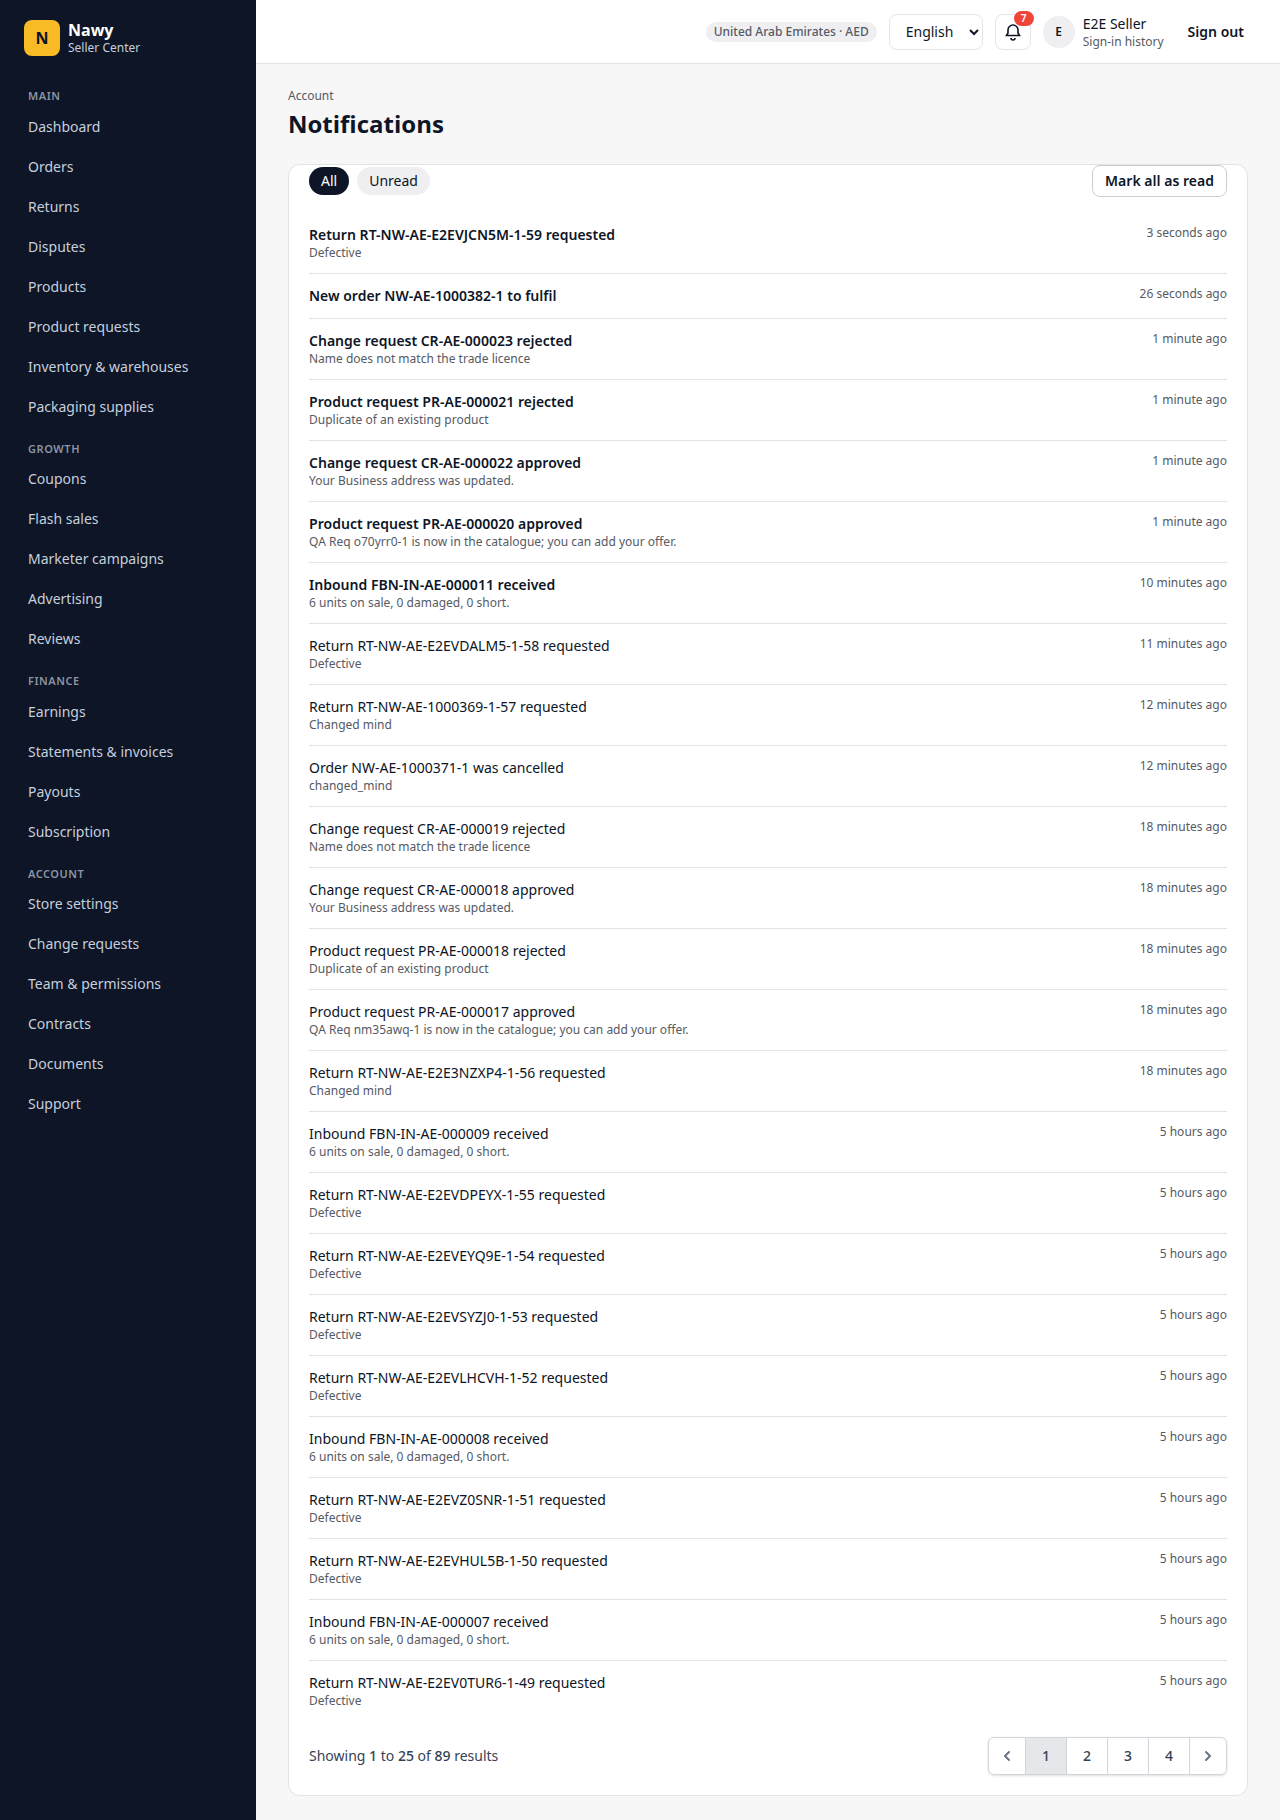 N
Nawy
Seller Center
United Arab Emirates · AED
English
7
E
E2E Seller
Sign-in history
Sign out
MAIN
Dashboard
Orders
Returns
Disputes
Products
Product requests
Inventory & warehouses
Packaging supplies
GROWTH
Coupons
Flash sales
Marketer campaigns
Advertising
Reviews
FINANCE
Earnings
Statements & invoices
Payouts
Subscription
ACCOUNT
Store settings
Change requests
Team & permissions
Contracts
Documents
Support
Account
Notifications
All
Unread
Mark all as read
Return RT-NW-AE-E2EVJCN5M-1-59 requested
3 seconds ago
Defective
New order NW-AE-1000382-1 to fulfil
26 seconds ago
Change request CR-AE-000023 rejected
1 minute ago
Name does not match the trade licence
Product request PR-AE-000021 rejected
1 minute ago
Duplicate of an existing product
Change request CR-AE-000022 approved
1 minute ago
Your Business address was updated.
Product request PR-AE-000020 approved
1 minute ago
QA Req o70yrr0-1 is now in the catalogue; you can add your offer.
Inbound FBN-IN-AE-000011 received
10 minutes ago
6 units on sale, 0 damaged, 0 short.
Return RT-NW-AE-E2EVDALM5-1-58 requested
11 minutes ago
Defective
Return RT-NW-AE-1000369-1-57 requested
12 minutes ago
Changed mind
Order NW-AE-1000371-1 was cancelled
12 minutes ago
changed_mind
Change request CR-AE-000019 rejected
18 minutes ago
Name does not match the trade licence
Change request CR-AE-000018 approved
18 minutes ago
Your Business address was updated.
Product request PR-AE-000018 rejected
18 minutes ago
Duplicate of an existing product
Product request PR-AE-000017 approved
18 minutes ago
QA Req nm35awq-1 is now in the catalogue; you can add your offer.
Return RT-NW-AE-E2E3NZXP4-1-56 requested
18 minutes ago
Changed mind
Inbound FBN-IN-AE-000009 received
5 hours ago
6 units on sale, 0 damaged, 0 short.
Return RT-NW-AE-E2EVDPEYX-1-55 requested
5 hours ago
Defective
Return RT-NW-AE-E2EVEYQ9E-1-54 requested
5 hours ago
Defective
Return RT-NW-AE-E2EVSYZJ0-1-53 requested
5 hours ago
Defective
Return RT-NW-AE-E2EVLHCVH-1-52 requested
5 hours ago
Defective
Inbound FBN-IN-AE-000008 received
5 hours ago
6 units on sale, 0 damaged, 0 short.
Return RT-NW-AE-E2EVZ0SNR-1-51 requested
5 hours ago
Defective
Return RT-NW-AE-E2EVHUL5B-1-50 requested
5 hours ago
Defective
Inbound FBN-IN-AE-000007 received
5 hours ago
6 units on sale, 0 damaged, 0 short.
Return RT-NW-AE-E2EV0TUR6-1-49 requested
5 hours ago
Defective
Showing 1 to 25 of 89 results
1
2
3
4